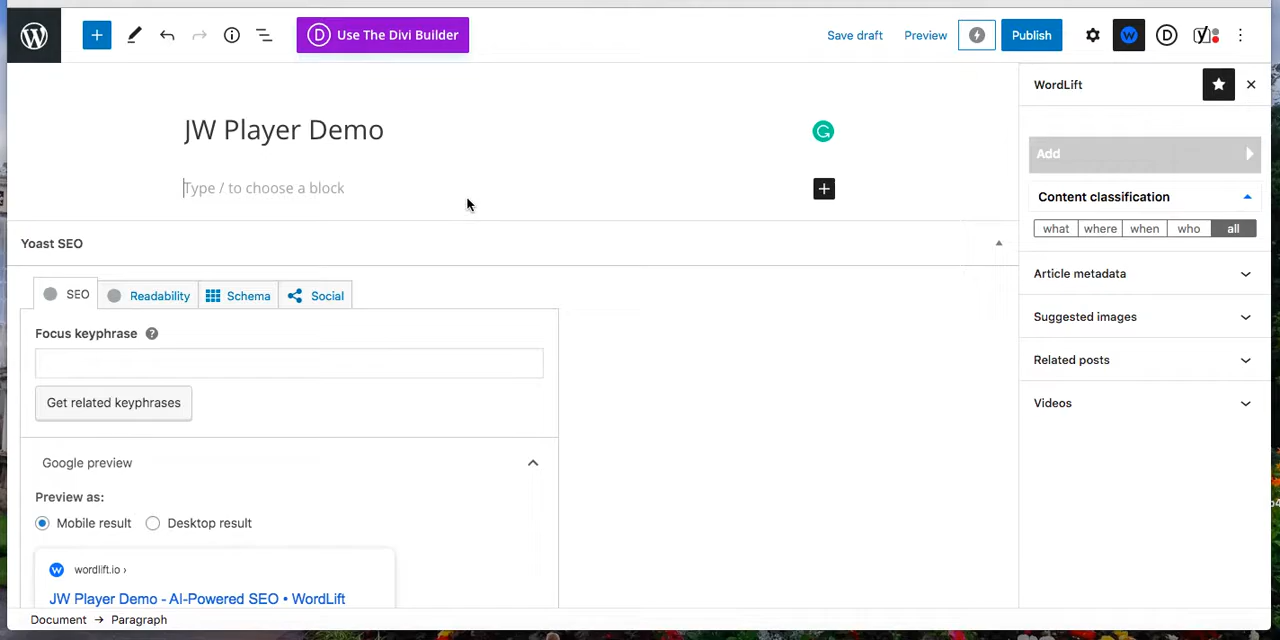 Use The Divi Builder
Save draft
Preview
Publish
WordLift
JW Player Demo
Type / to choose a block
Add
Content classification
what where when who all
Article metadata
Suggested images
Related posts
Videos
Yoast SEO
SEO Readability Schema Social
Focus keyphrase
Get related keyphrases
Google preview
Preview as:
Mobile result Desktop result
wordlift.io ›
JW Player Demo - AI-Powered SEO • WordLift
Document → Paragraph